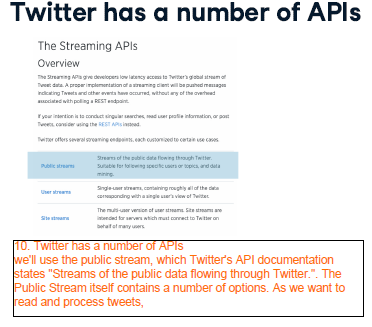 Twitter has a number of APIs
The Streaming APIs
Overview
The Streaming APIs give developers low latency access to Twitter's global stream of
Tweet data. A proper implementation of a streaming client will be pushed messages
indicating Tweets and other events have occurred, without any of the overhead
associated with polling a REST endpoint.
If your intention is to conduct singular searches, read user profile information, or post
Tweets, consider using the REST APIs instead.
Twitter offers several streaming endpoints, each customized to certain use cases.
Public streams
Streams of the public data flowing through Twitter.
Suitable for following specific users or topics, and data
mining.
User streams
Single-user streams, containing roughly all of the data
corresponding with a single user's view of Twitter.
Site streams
The multi-user version of user streams. Site streams are
intended for servers which must connect to Twitter on
behalf of many users.
10. Twitter has a number of APIs
we'll use the public stream, which Twitter's API documentation
states "Streams of the public data flowing through Twitter.". The
Public Stream itself contains a number of options. As we want to
read and process tweets,